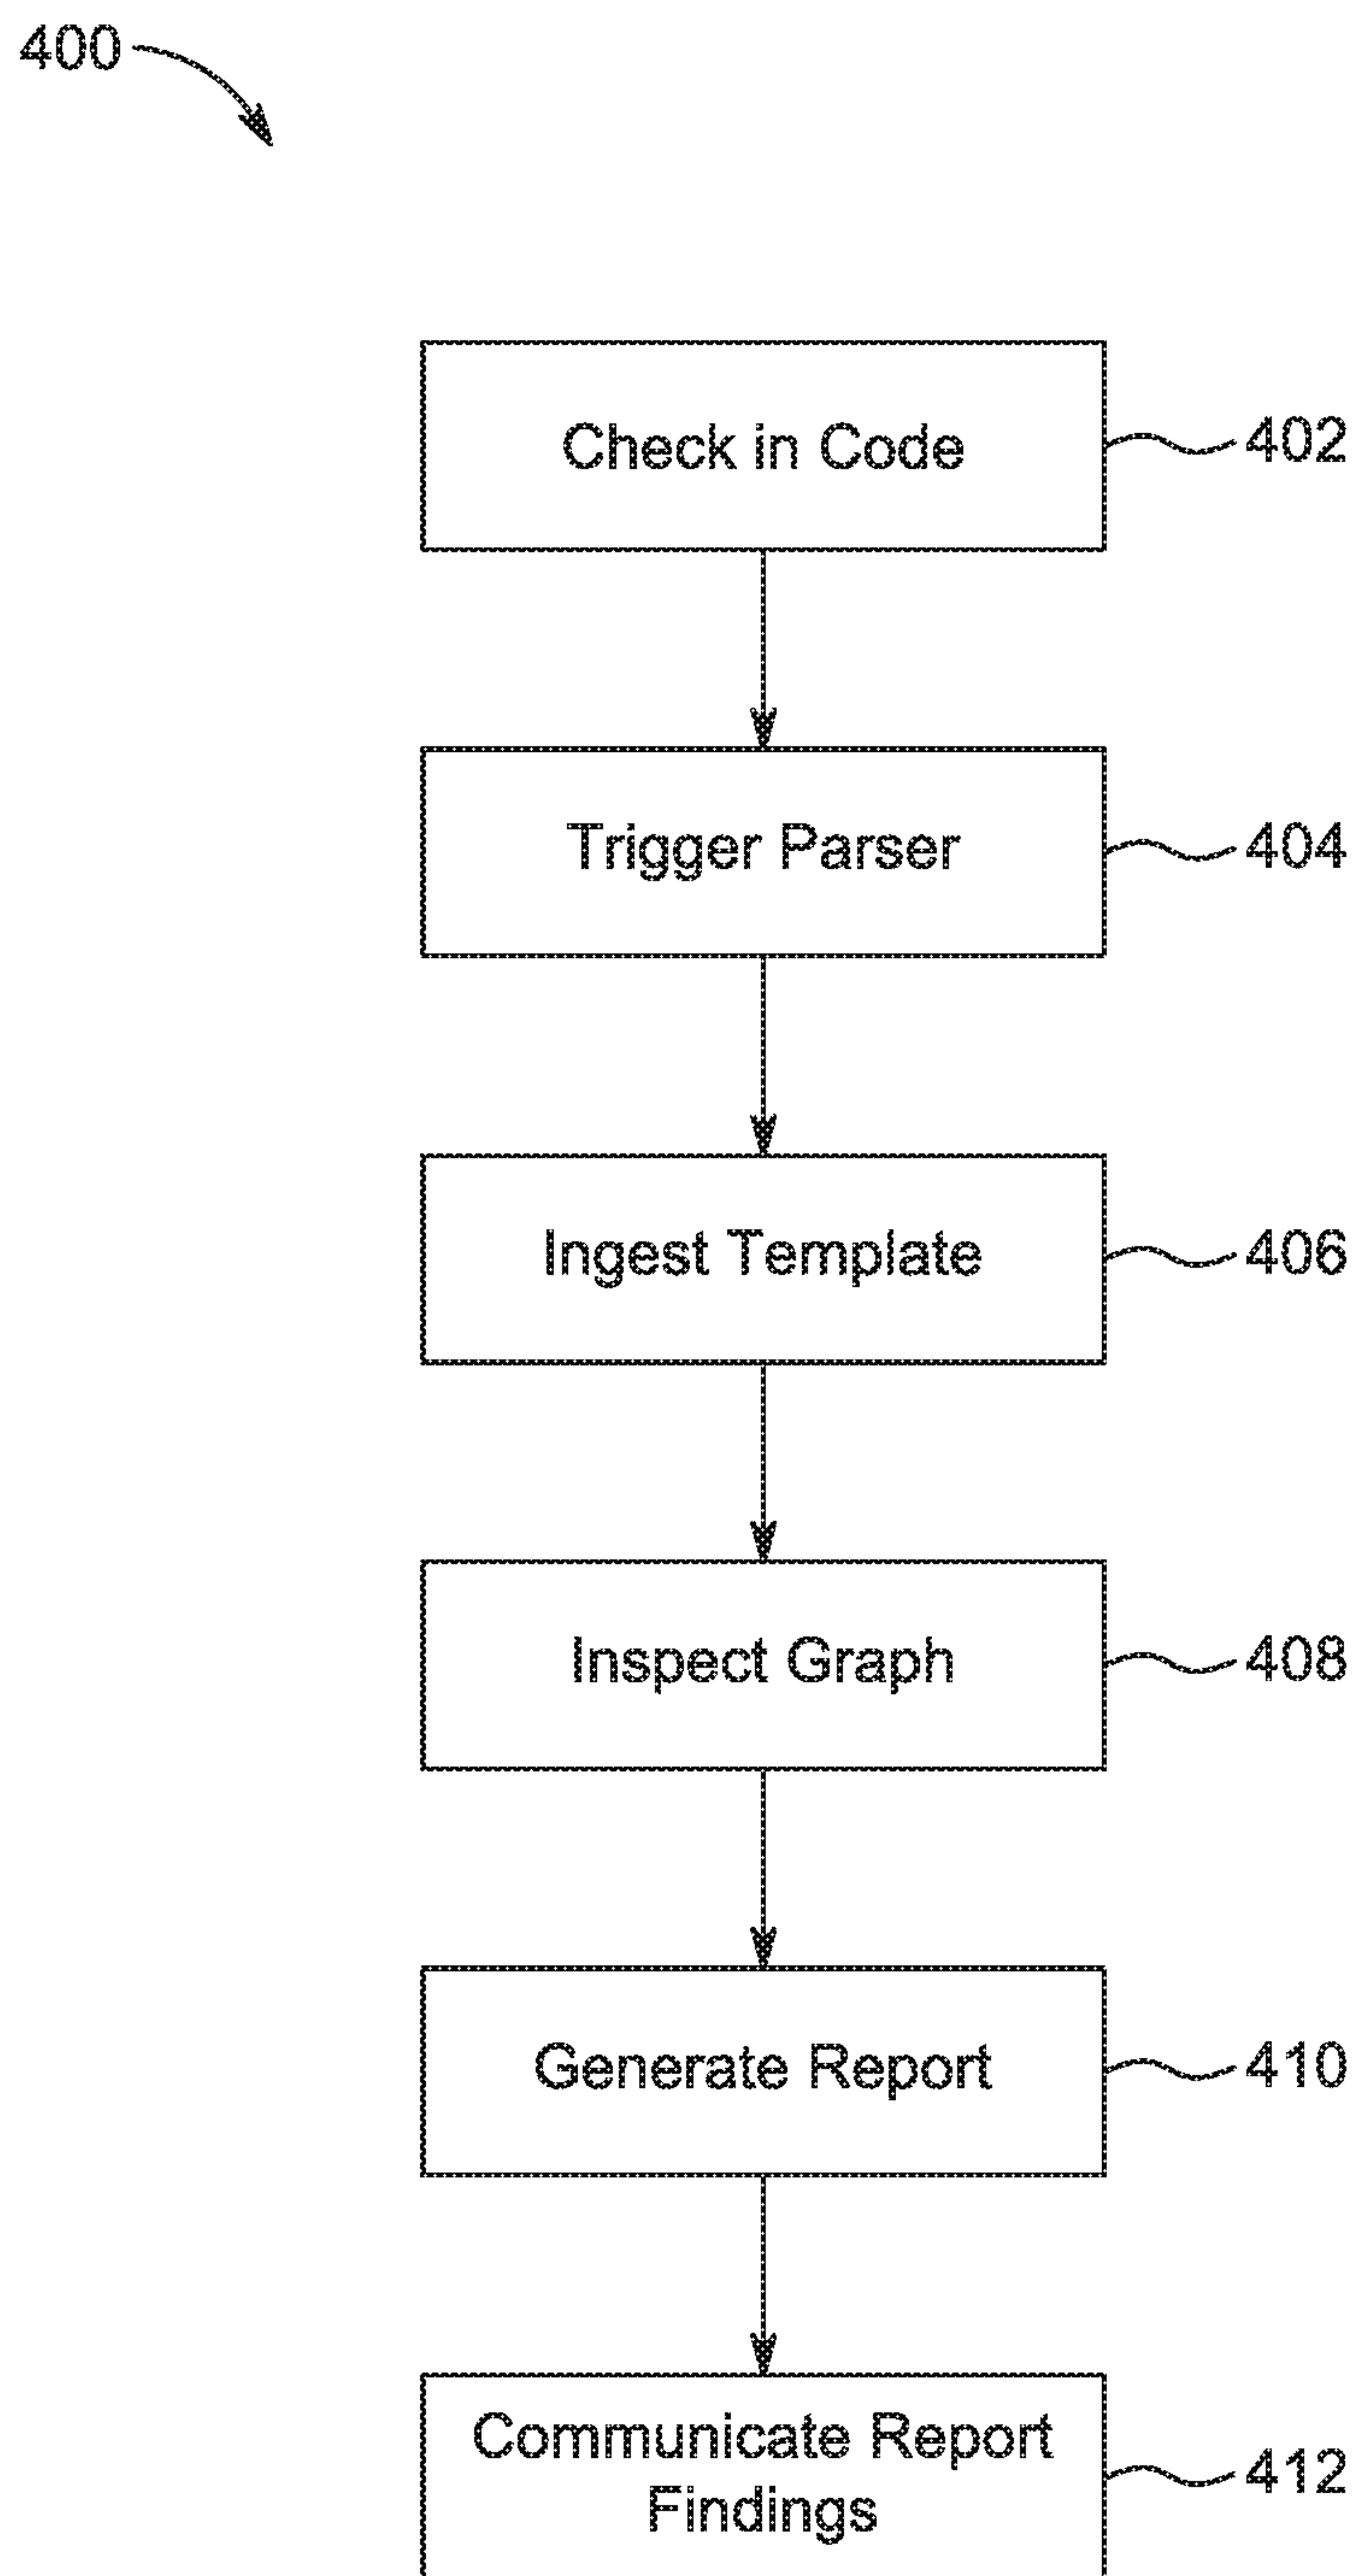 400
Check in Code
402
Trigger Parser
404
Ingest Template
406
Inspect Graph
408
Generate Report
410
Communicate Report
Findings
412